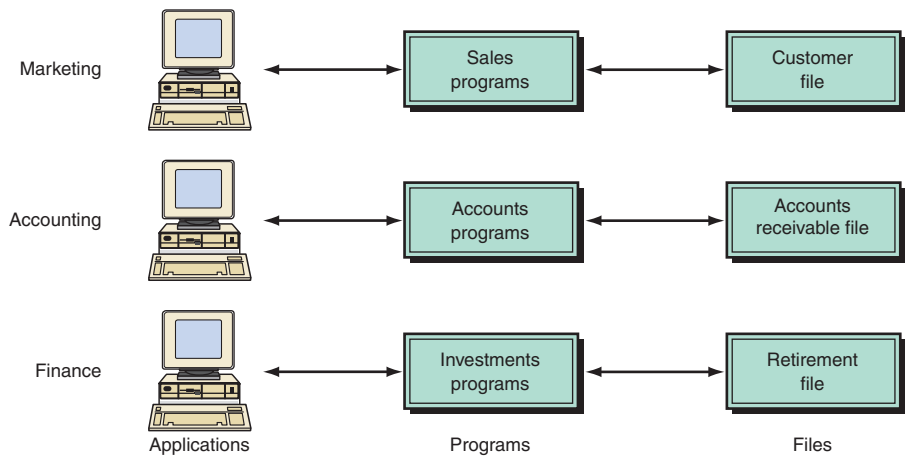 Marketing
Sales
programs
Customer
file
Accounting
Accounts
programs
Accounts
receivable file
Finance
Investments
programs
Retirement
file
Applications
Programs
Files